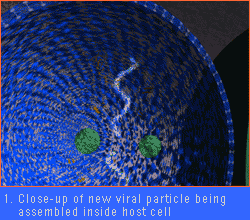 1. Close-up of new viral particle being
assembled inside host cell